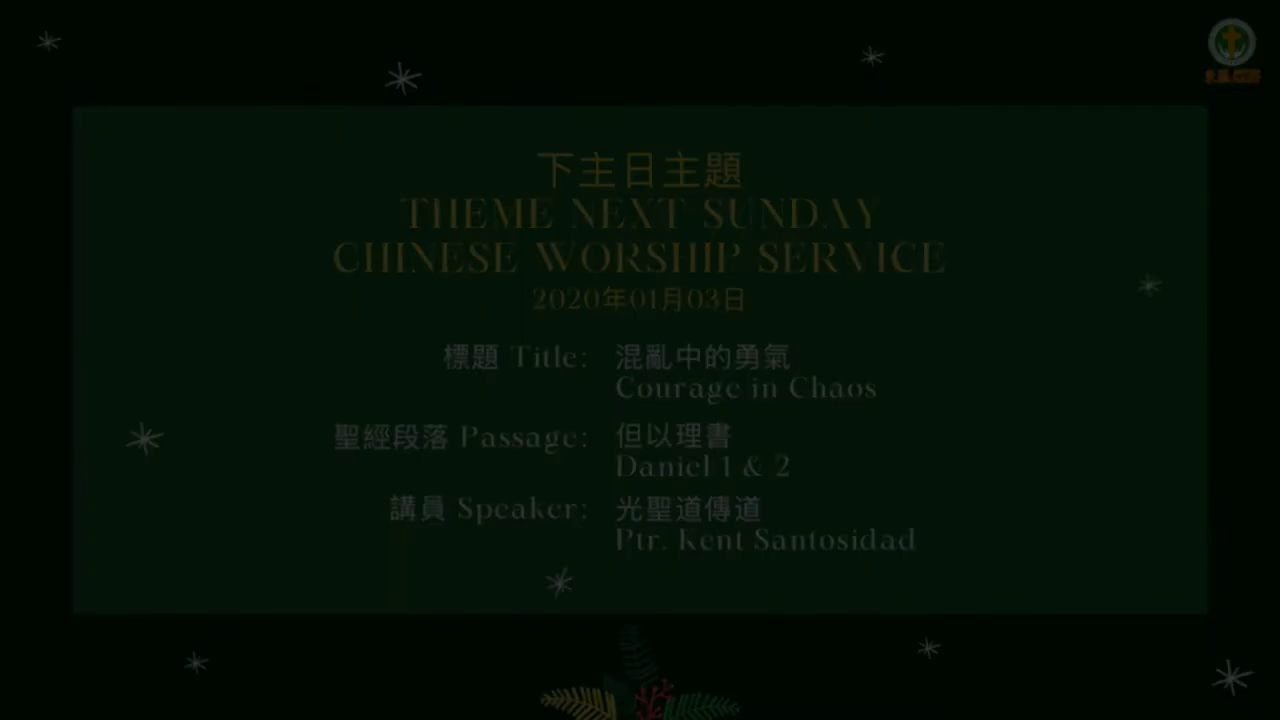 下主日主題
THEME NEXT SUNDAY
CHINESE WORSHIP SERVICE
2020年01月03日
標題 Title: 混亂中的勇氣
Courage in Chaos
聖經段落 Passage: 但以理書
Daniel 1 & 2
講員 Speaker: 光聖道傳道
Ptr. Kent Santosidad